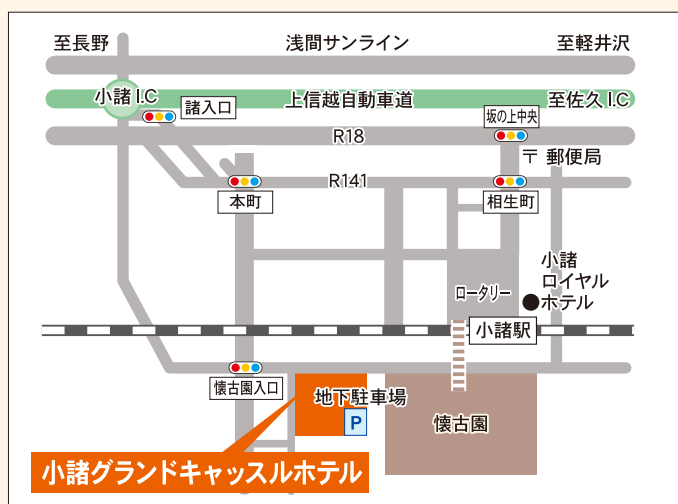 至長野
浅間サンライン
至軽井沢
小諸I.C
諸入口
上信越自動車道
至佐久I.C
坂の上中央
R18
〒郵便局
R141
本町
相生町
小諸
ロイヤル
ホテル
ロータリー
小諸駅
懐古園入口
地下駐車場
P
懐古園
小諸グランドキャッスルホテル